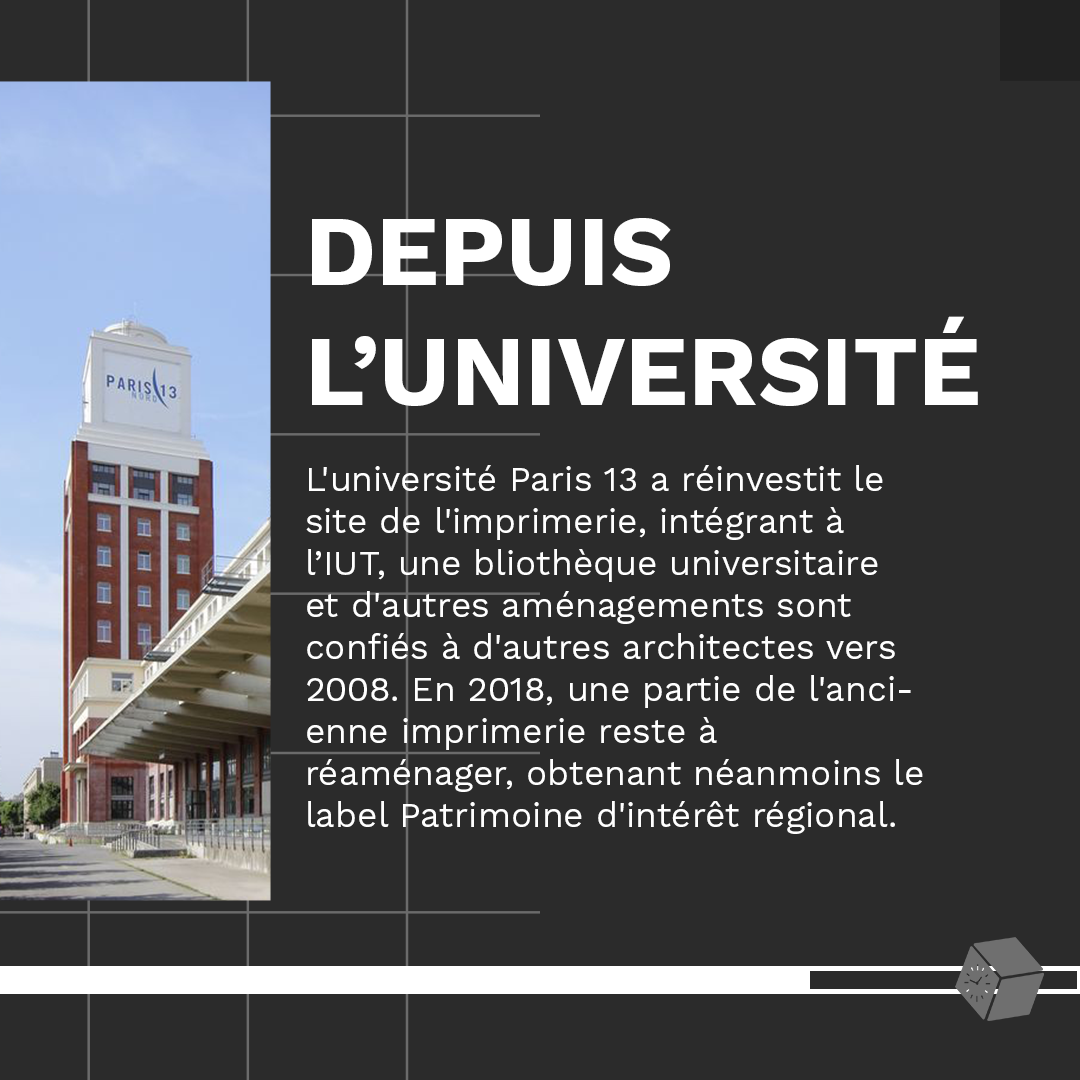 DEPUIS
L’UNIVERSITÉ
PARIS 13
NORD
L'université Paris 13 a réinvestit le
site de l'imprimerie, intégrant à
l’IUT, une bliothèque universitaire
et d'autres aménagements sont
confiés à d'autres architectes vers
2008. En 2018, une partie de l'anci-
enne imprimerie reste à
réaménager, obtenant néanmoins le
label Patrimoine d'intérêt régional.